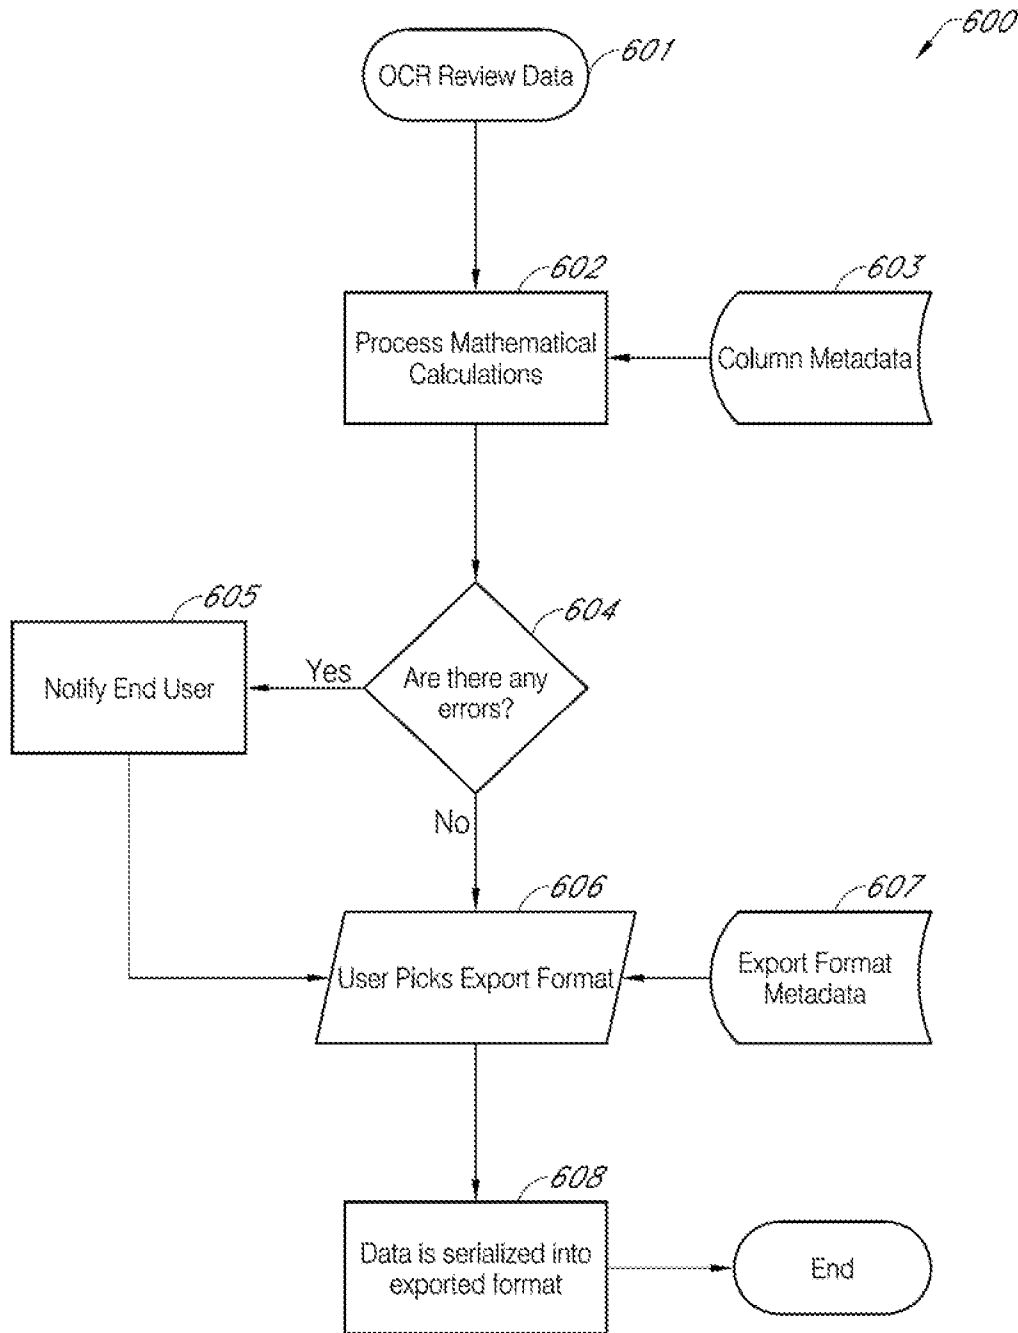 600
601
OCR Review Data
602
603
Process Mathematical
Calculations
Column Metadata
604
605
Are there any
errors?
Yes
Notify End User
No
606
607
User Picks Export Format
Export Format
Metadata
608
Data is serialized into
exported format
End